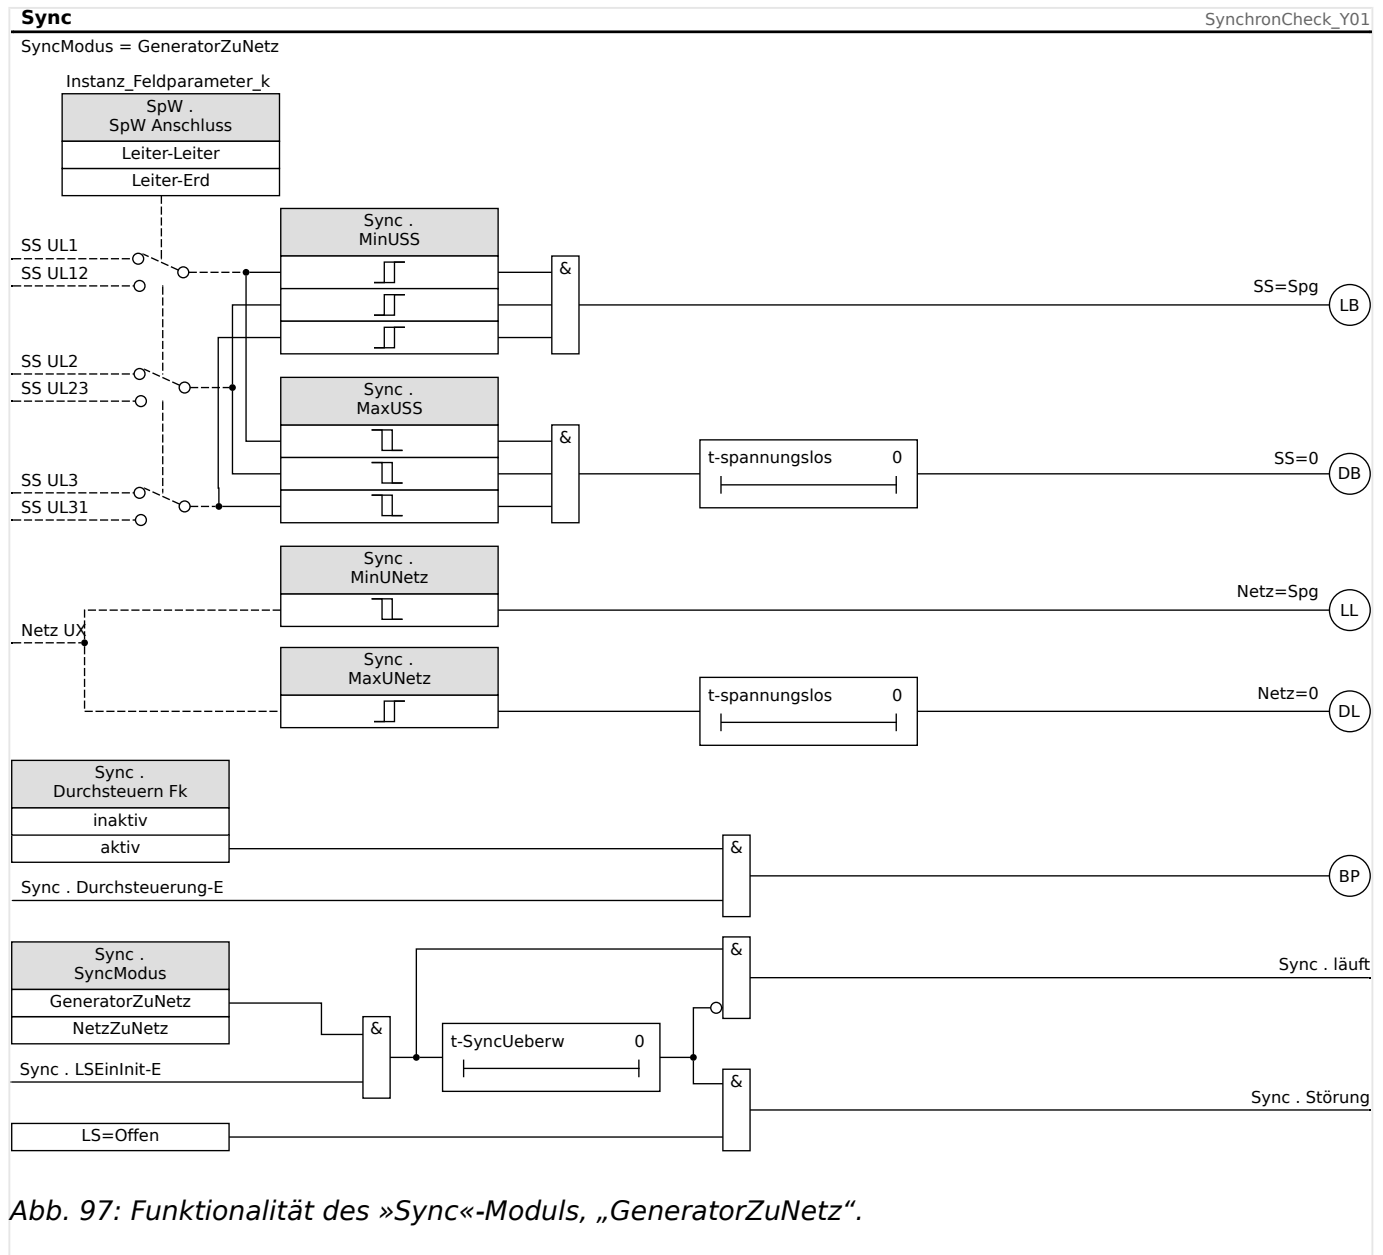 Sync
SynchronCheck_Y01
SyncModus = GeneratorZuNetz
Instanz_Feldparameter_k
SpW .
SpW Anschluss
Leiter-Leiter
Leiter-Erd
Sync .
MinUSS
SS UL1
SS UL12
&
SS=Spg
LB
SS UL2
SS UL23
Sync .
MaxUSS
&
t-spannungslos 0
SS=0
DB
SS UL3
SS UL31
Sync .
MinUNetz
Netz=Spg
LL
Netz UX
Sync .
MaxUNetz
t-spannungslos 0
Netz=0
DL
Sync .
Durchsteuern Fk
inaktiv
aktiv
&
BP
Sync . Durchsteuerung-E
Sync .
SyncModus
GeneratorZuNetz
NetzZuNetz
&
Sync . läuft
&
t-SyncUeberw 0
Sync . LSEinInit-E
&
Sync . Störung
LS=Offen
Abb. 97: Funktionalität des »Sync«-Moduls, „GeneratorZuNetz“.